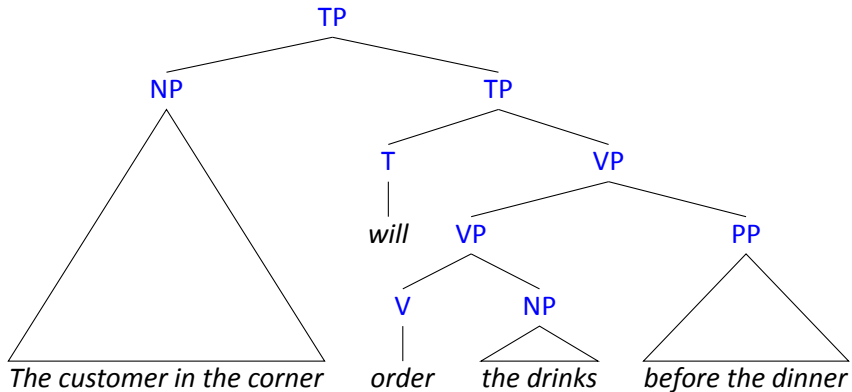 TP
NP TP
T VP
will VP PP
V NP
The customer in the corner order the drinks before the dinner